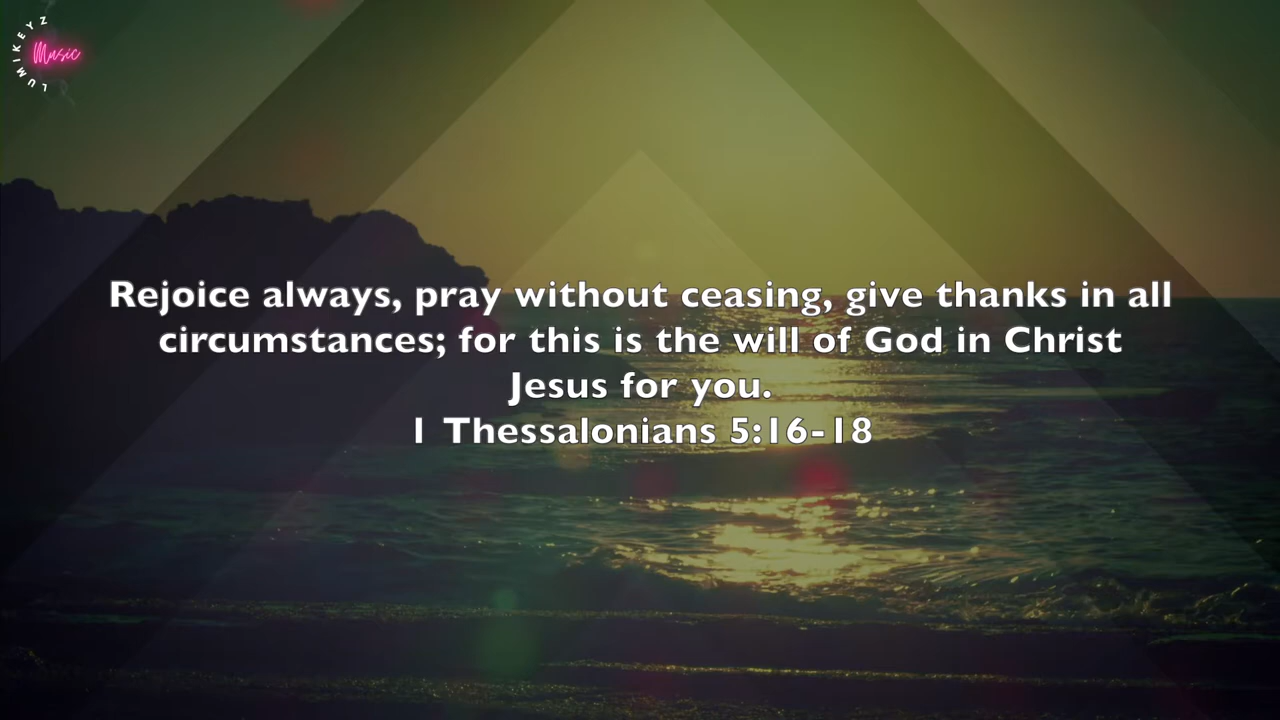 LUMIKEYZ
Music
Rejoice always, pray without ceasing, give thanks in all
circumstances; for this is the will of God in Christ
Jesus for you.
1 Thessalonians 5:16-18